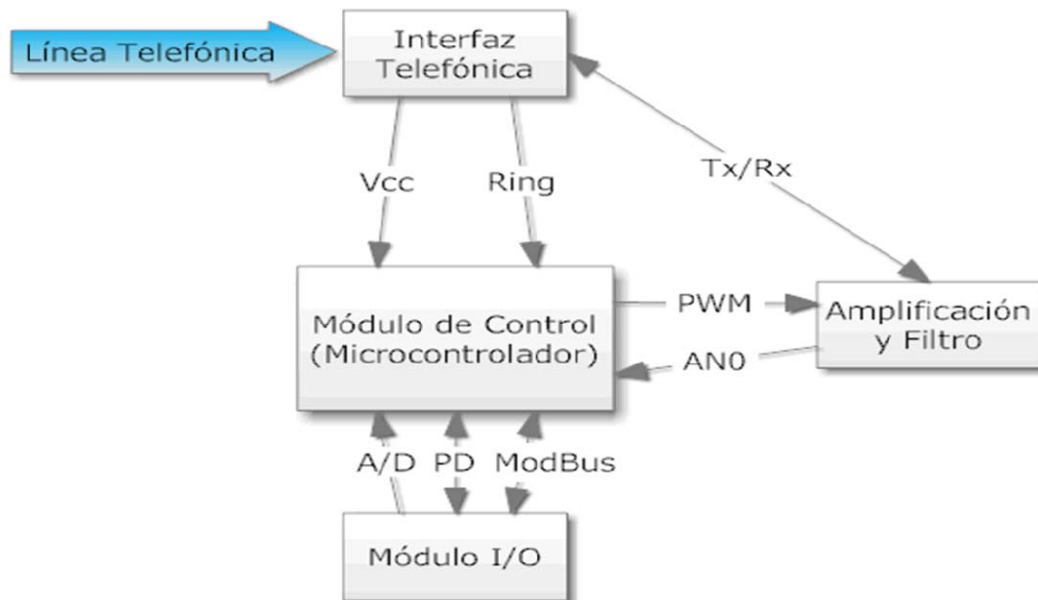 Línea Telefónica
Interfaz
Telefónica
Vcc
Ring
Tx/Rx
Módulo de Control
(Microcontrolador)
PWM
AN0
Amplificación
y Filtro
A/D
PD
ModBus
Módulo I/O